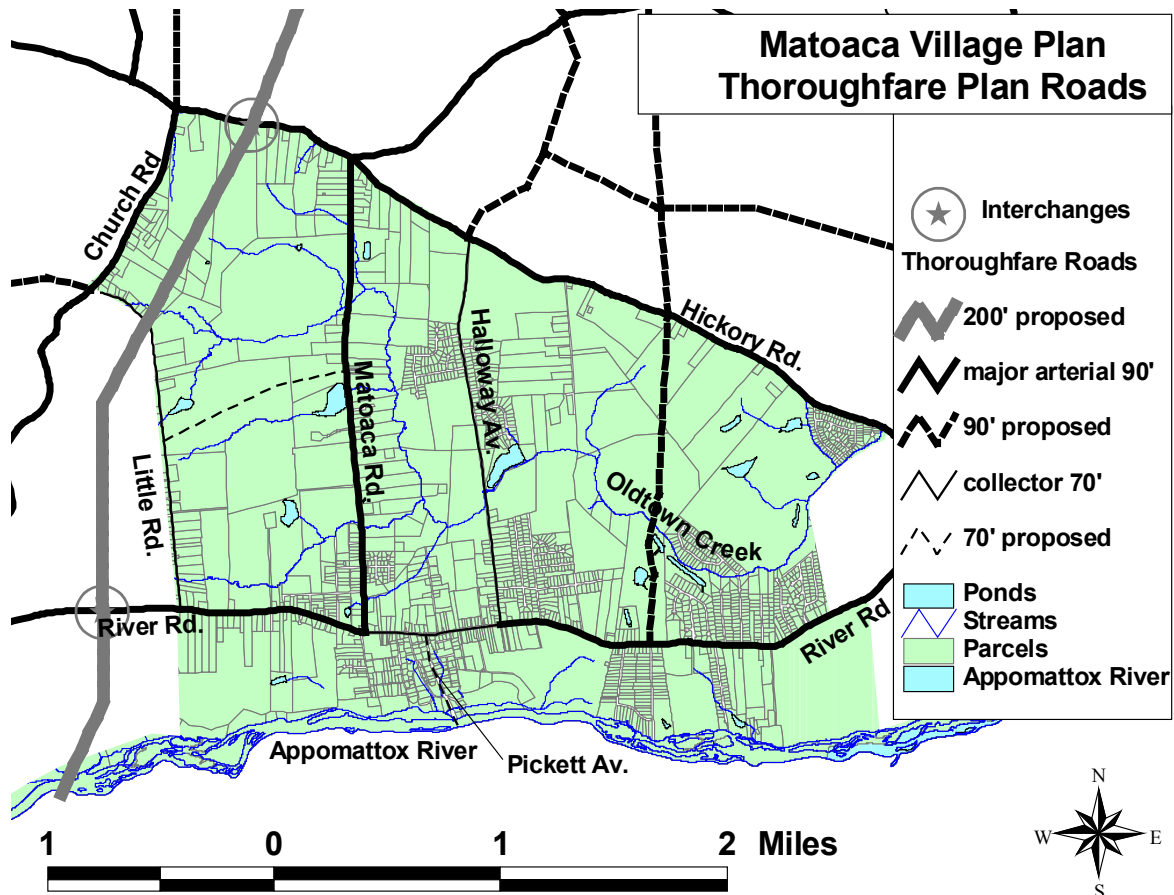 Matoaca Village Plan
Thoroughfare Plan Roads
Interchanges
Thoroughfare Roads
200' proposed
major arterial 90'
90' proposed
collector 70'
70' proposed
Ponds
Streams
Parcels
Appomattox River
Church Rd
Hickory Rd.
Halloway Av.
Matoaca Rd.
Little Rd.
Oldtown Creek
River Rd.
River Rd
Appomattox River
Pickett Av.
N
W
E
S
1 0 1 2 Miles